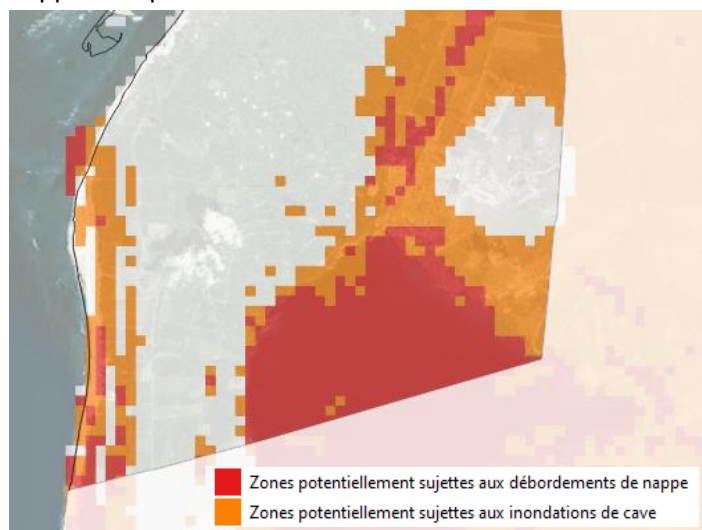 Zones potentiellement sujettes aux débordements de nappe
Zones potentiellement sujettes aux inondations de cave